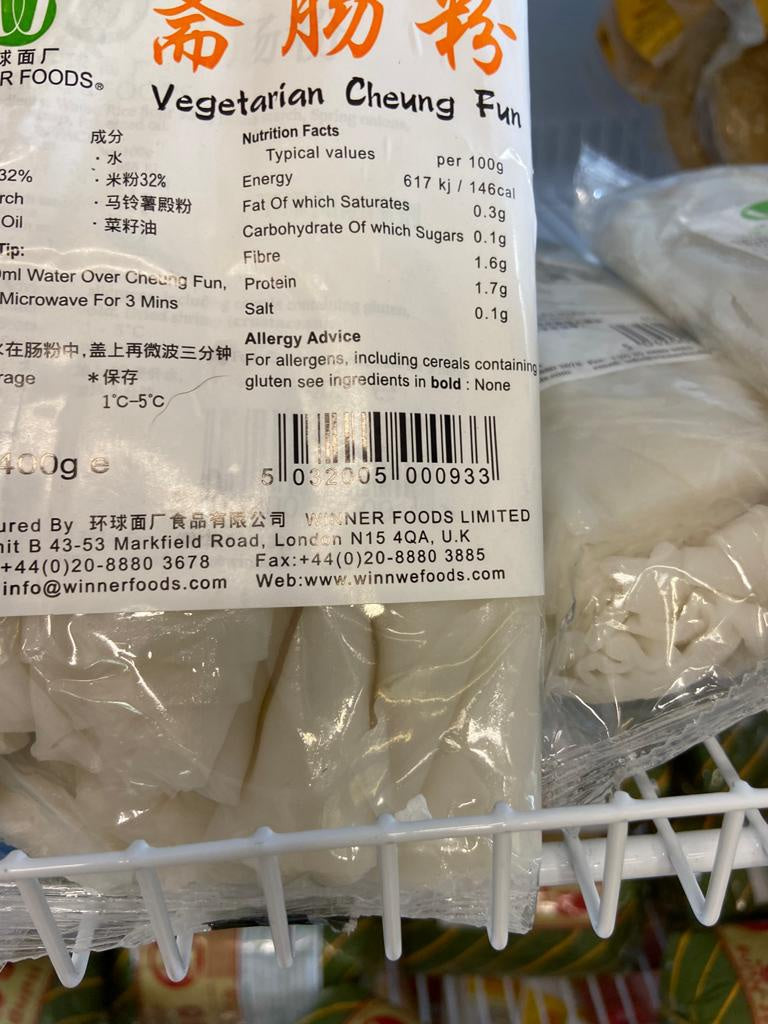 斋肠粉
球面厂
R FOODS®
Vegetarian Cheung Fun
成分
· 水
32% · 米粉32%
rch · 马铃薯殿粉
Oil · 菜籽油
Tip:
ml Water Over Cheung Fun,
Microwave For 3 Mins
在肠粉中,盖上再微波三分钟
rage *保存
1°C-5°C
400g e
Nutrition Facts
Typical values per 100g
Energy 617 kj / 146cal
Fat Of which Saturates 0.3g
Carbohydrate Of which Sugars 0.1g
Fibre 1.6g
Protein 1.7g
Salt 0.1g
Allergy Advice
For allergens, including cereals containing
gluten see ingredients in bold : None
5 032005 000933
ured By 环球面厂食品有限公司 WINNER FOODS LIMITED
nit B 43-53 Markfield Road, London N15 4QA, U.K
+44(0)20-8880 3678 Fax:+44(0)20-8880 3885
info@winnerfoods.com Web:www.winnwefoods.com